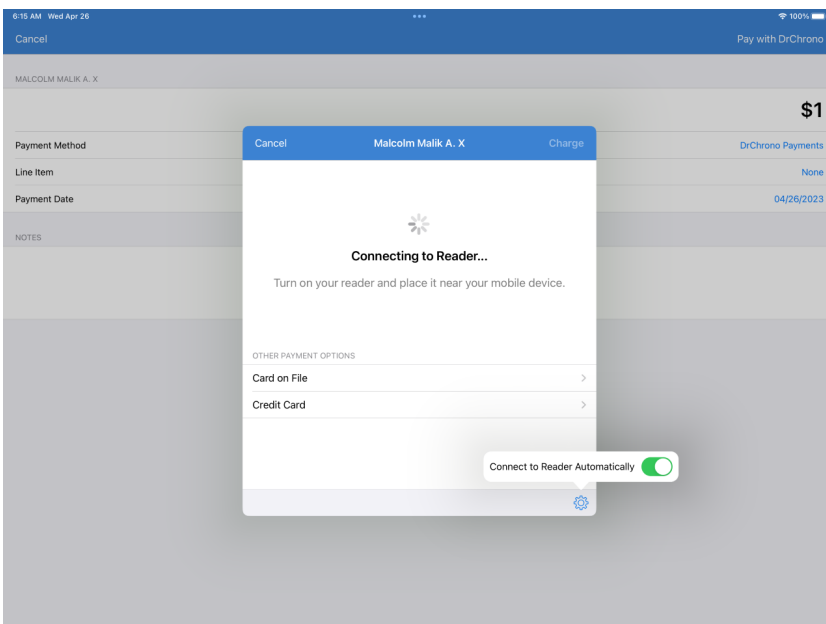 6:15 AM Wed Apr 26
100%
Cancel
Pay with DrChrono
MALCOLM MALIK A. X
$1
Payment Method
DrChrono Payments
Line Item
None
Payment Date
04/26/2023
NOTES
Cancel
Malcolm Malik A. X
Charge
Connecting to Reader...
Turn on your reader and place it near your mobile device.
OTHER PAYMENT OPTIONS
Card on File
Credit Card
Connect to Reader Automatically